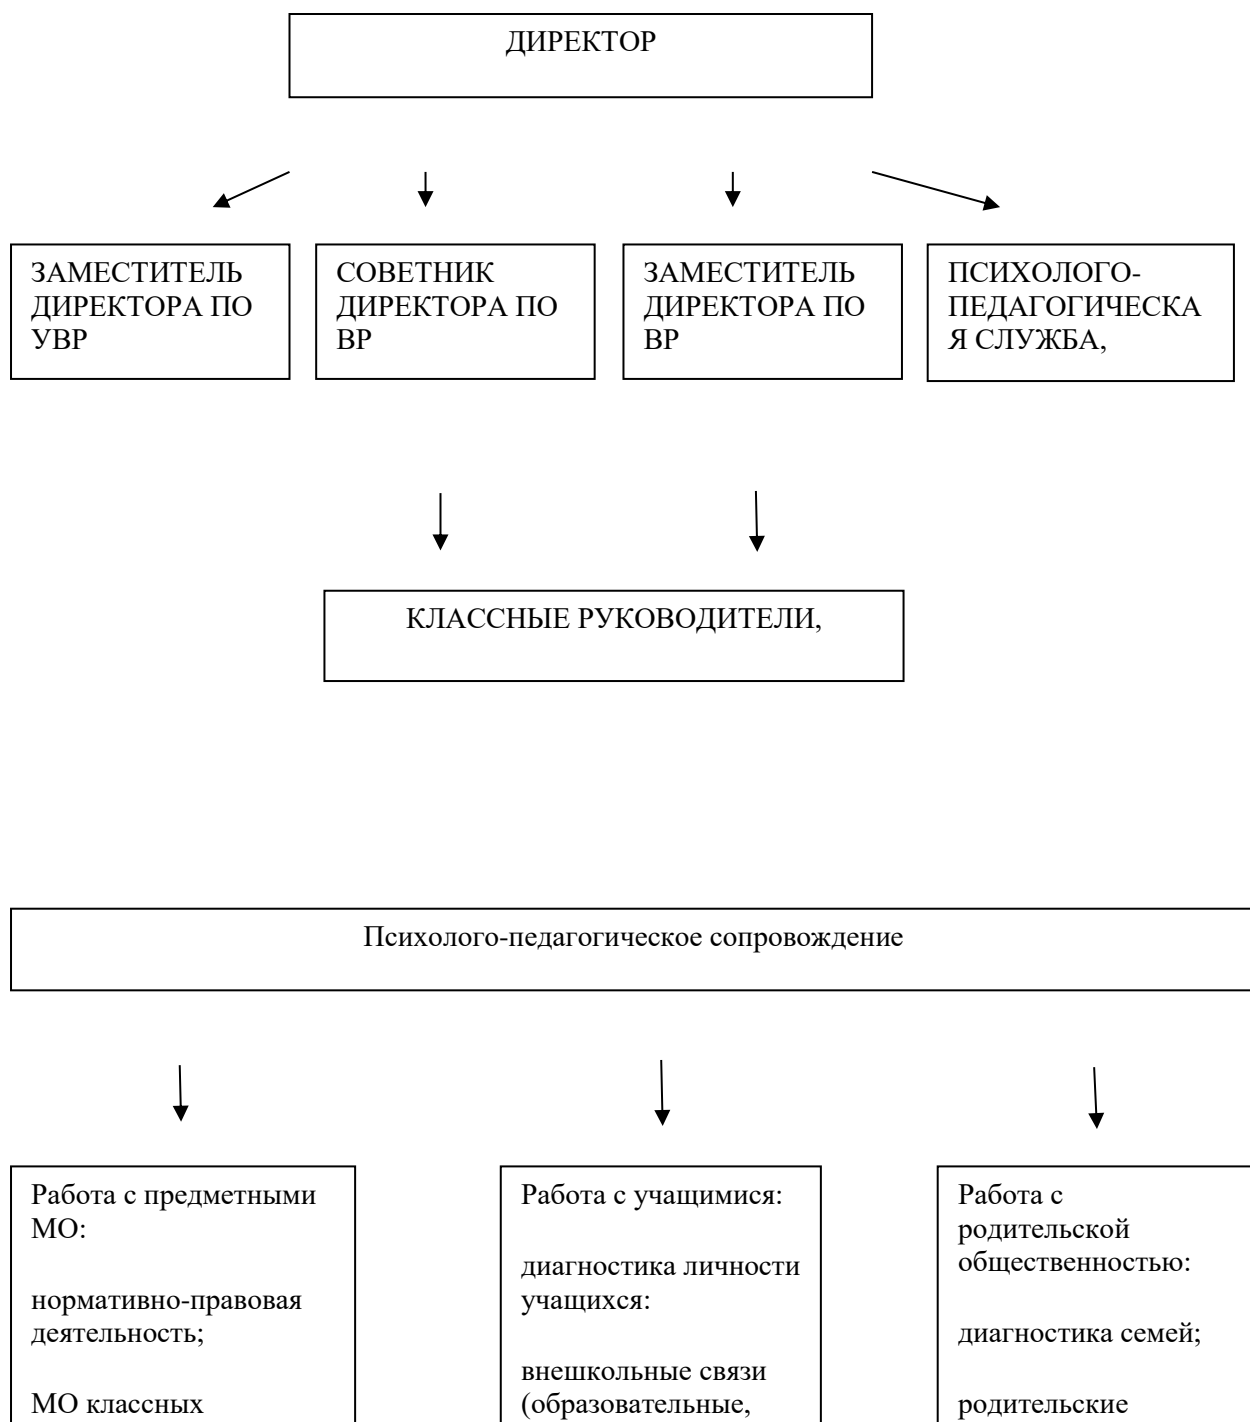 ДИРЕКТОР
ЗАМЕСТИТЕЛЬ
ДИРЕКТОРА ПО
УВР
СОВЕТНИК
ДИРЕКТОРА ПО
ВР
ЗАМЕСТИТЕЛЬ
ДИРЕКТОРА ПО
ВР
ПСИХОЛОГО-
ПЕДАГОГИЧЕСКА
Я СЛУЖБА,
КЛАССНЫЕ РУКОВОДИТЕЛИ,
Психолого-педагогическое сопровождение
Работа с предметными
МО:
нормативно-правовая
деятельность;
МО классных
Работа с учащимися:
диагностика личности
учащихся:
внешкольные связи
(образовательные,
Работа с
родительской
общественностью:
диагностика семей;
родительские